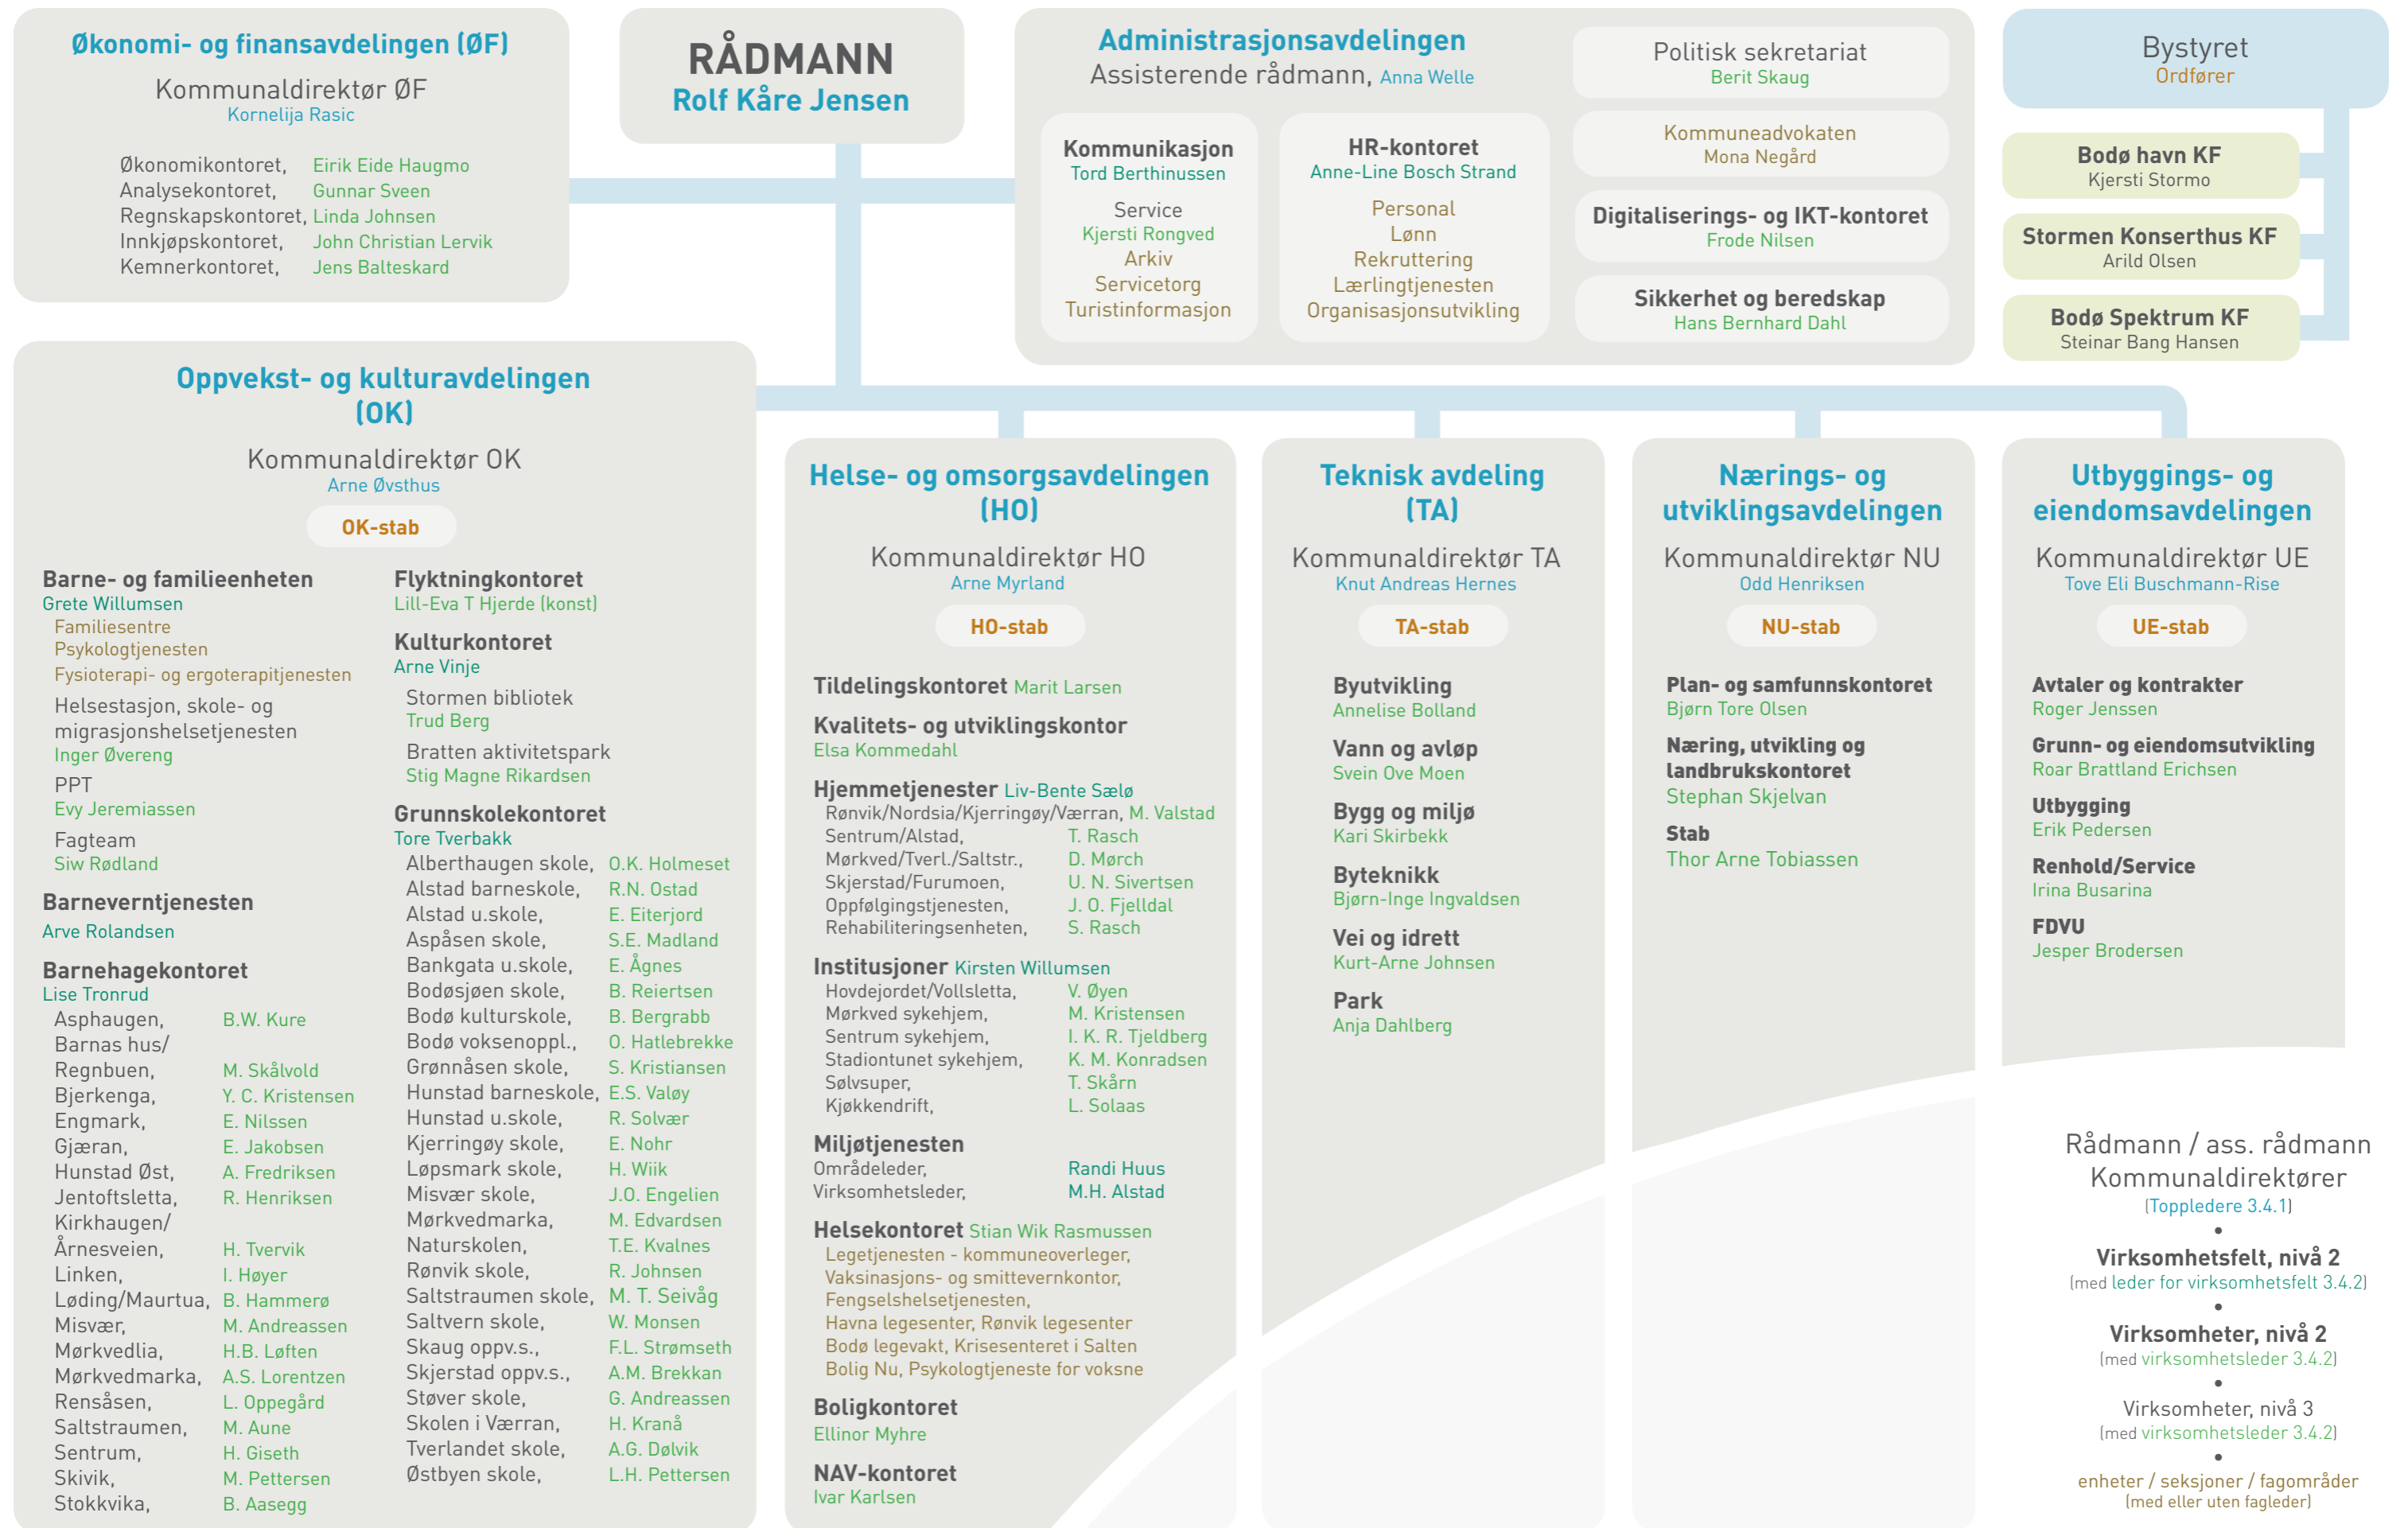 Økonomi- og finansavdelingen (ØF)
Kommunaldirektør ØF
Kornelija Rasic
Økonomikontoret, Eirik Eide Haugmo
Analysekontoret, Gunnar Sveen
Regnskapskontoret, Linda Johnsen
Innkjøpskontoret, John Christian Lervik
Kemnerkontoret, Jens Balteskard
RÅDMANN
Rolf Kåre Jensen
Administrasjonsavdelingen
Assisterende rådmann, Anna Welle
Kommunikasjon
Tord Berthinussen
Service
Kjersti Rongved
Arkiv
Servicetorg
Turistinformasjon
HR-kontoret
Anne-Line Bosch Strand
Personal
Lønn
Rekruttering
Lærlingtjenesten
Organisasjonsutvikling
Politisk sekretariat
Berit Skaug
Kommuneadvokaten
Mona Negård
Digitaliserings- og IKT-kontoret
Frode Nilsen
Sikkerhet og beredskap
Hans Bernhard Dahl
Bystyret
Ordfører
Bodø havn KF
Kjersti Stormo
Stormen Konserthus KF
Arild Olsen
Bodø Spektrum KF
Steinar Bang Hansen
Oppvekst- og kulturavdelingen
(OK)
Kommunaldirektør OK
Arne Øvsthus
OK-stab
Barne- og familieenheten
Grete Willumsen
Familiesentre
Psykologtjenesten
Fysioterapi- og ergoterapitjenesten
Helsestasjon, skole- og
migrasjonshelsetjenesten
Inger Øvereng
PPT
Evy Jeremiassen
Fagteam
Siw Rødland
Barneverntjenesten
Arve Rolandsen
Barnehagekontoret
Lise Tronrud
Asphaugen, B.W. Kure
Barnas hus/
Regnbuen, M. Skålvold
Bjerkenga, Y. C. Kristensen
Engmark, E. Nilssen
Gjæran, E. Jakobsen
Hunstad Øst, A. Fredriksen
Jentoftsletta, R. Henriksen
Kirkhaugen/
Årnesveien, H. Tvervik
Linken, I. Høyer
Løding/Maurtua, B. Hammerø
Misvær, M. Andreassen
Mørkvedlia, H.B. Løften
Mørkvedmarka, A.S. Lorentzen
Rensåsen, L. Oppegård
Saltstraumen, M. Aune
Sentrum, H. Giseth
Skivik, M. Pettersen
Stokkvika, B. Aasegg
Flyktningkontoret
Lill-Eva T Hjerde (konst)
Kulturkontoret
Arne Vinje
Stormen bibliotek
Trud Berg
Bratten aktivitetspark
Stig Magne Rikardsen
Grunnskolekontoret
Tore Tverbakk
Alberthaugen skole, O.K. Holmeset
Alstad barneskole, R.N. Ostad
Alstad u.skole, E. Eiterjord
Aspåsen skole, S.E. Madland
Bankgata u.skole, E. Ågnes
Bodøsjøen skole, B. Reiertsen
Bodø kulturskole, B. Bergrabb
Bodø voksenoppl., O. Hatlebrekke
Grønnåsen skole, S. Kristiansen
Hunstad barneskole, E.S. Valøy
Hunstad u.skole, R. Solvær
Kjerringøy skole, E. Nohr
Løpsmark skole, H. Wiik
Misvær skole, J.O. Engelien
Mørkvedmarka, M. Edvardsen
Naturskolen, T.E. Kvalnes
Rønvik skole, R. Johnsen
Saltstraumen skole, M. T. Seivåg
Saltvern skole, W. Monsen
Skaug oppv.s., F.L. Strømseth
Skjerstad oppv.s., A.M. Brekkan
Støver skole, G. Andreassen
Skolen i Værran, H. Kranå
Tverlandet skole, A.G. Dølvik
Østbyen skole, L.H. Pettersen
Helse- og omsorgsavdelingen
(HO)
Kommunaldirektør HO
Arne Myrland
HO-stab
Tildelingskontoret Marit Larsen
Kvalitets- og utviklingskontor
Elsa Kommedahl
Hjemmetjenester Liv-Bente Sælø
Rønvik/Nordsia/Kjerringøy/Værran, M. Valstad
Sentrum/Alstad, T. Rasch
Mørkved/Tverl./Saltstr., D. Mørch
Skjerstad/Furumoen, U. N. Sivertsen
Oppfølgingstjenesten, J. O. Fjelldal
Rehabiliteringsenheten, S. Rasch
Institusjoner Kirsten Willumsen
Hovdejordet/Vollsletta, V. Øyen
Mørkved sykehjem, M. Kristensen
Sentrum sykehjem, I. K. R. Tjeldberg
Stadiontunet sykehjem, K. M. Konradsen
Sølvsuper, T. Skårn
Kjøkkendrift, L. Solaas
Miljøtjenesten
Områdeleder, Randi Huus
Virksomhetsleder, M.H. Alstad
Helsekontoret Stian Wik Rasmussen
Legetjenesten - kommuneoverleger,
Vaksinasjons- og smittevernkontor,
Fengselshelsetjenesten,
Havna legesenter, Rønvik legesenter
Bodø legevakt, Krisesenteret i Salten
Bolig Nu, Psykologtjeneste for voksne
Boligkontoret
Ellinor Myhre
NAV-kontoret
Ivar Karlsen
Teknisk avdeling
(TA)
Kommunaldirektør TA
Knut Andreas Hernes
TA-stab
Byutvikling
Annelise Bolland
Vann og avløp
Svein Ove Moen
Bygg og miljø
Kari Skirbekk
Byteknikk
Bjørn-Inge Ingvaldsen
Vei og idrett
Kurt-Arne Johnsen
Park
Anja Dahlberg
Nærings- og
utviklingsavdelingen
Kommunaldirektør NU
Odd Henriksen
NU-stab
Plan- og samfunnskontoret
Bjørn Tore Olsen
Næring, utvikling og
landbrukskontoret
Stephan Skjelvan
Stab
Thor Arne Tobiassen
Utbyggings- og
eiendomsavdelingen
Kommunaldirektør UE
Tove Eli Buschmann-Rise
UE-stab
Avtaler og kontrakter
Roger Jenssen
Grunn- og eiendomsutvikling
Roar Brattland Erichsen
Utbygging
Erik Pedersen
Renhold/Service
Irina Busarina
FDVU
Jesper Brodersen
Rådmann / ass. rådmann
Kommunaldirektører
(Toppledere 3.4.1)
•
Virksomhetsfelt, nivå 2
(med leder for virksomhetsfelt 3.4.2)
•
Virksomheter, nivå 2
(med virksomhetsleder 3.4.2)
•
Virksomheter, nivå 3
(med virksomhetsleder 3.4.2)
•
enheter / seksjoner / fagområder
(med eller uten fagleder)